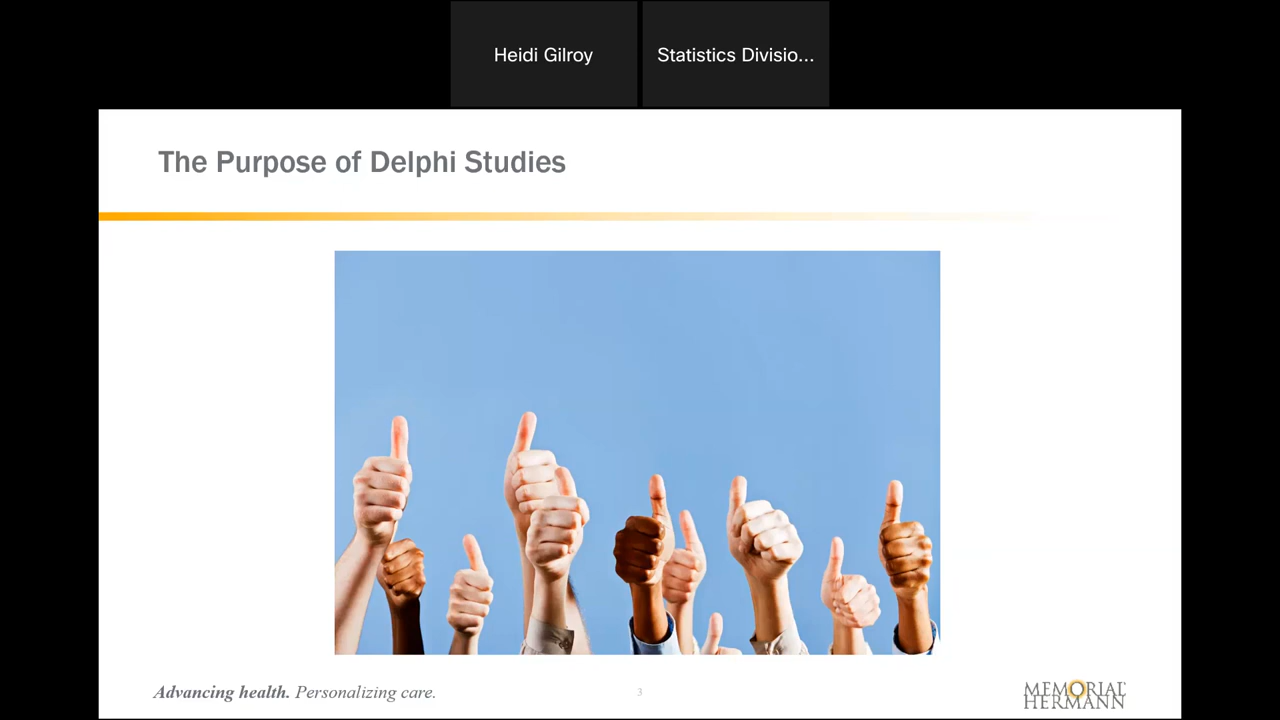 Heidi Gilroy
Statistics Divisio...
The Purpose of Delphi Studies
Advancing health. Personalizing care.
3
MEMORIAL
HERMANN